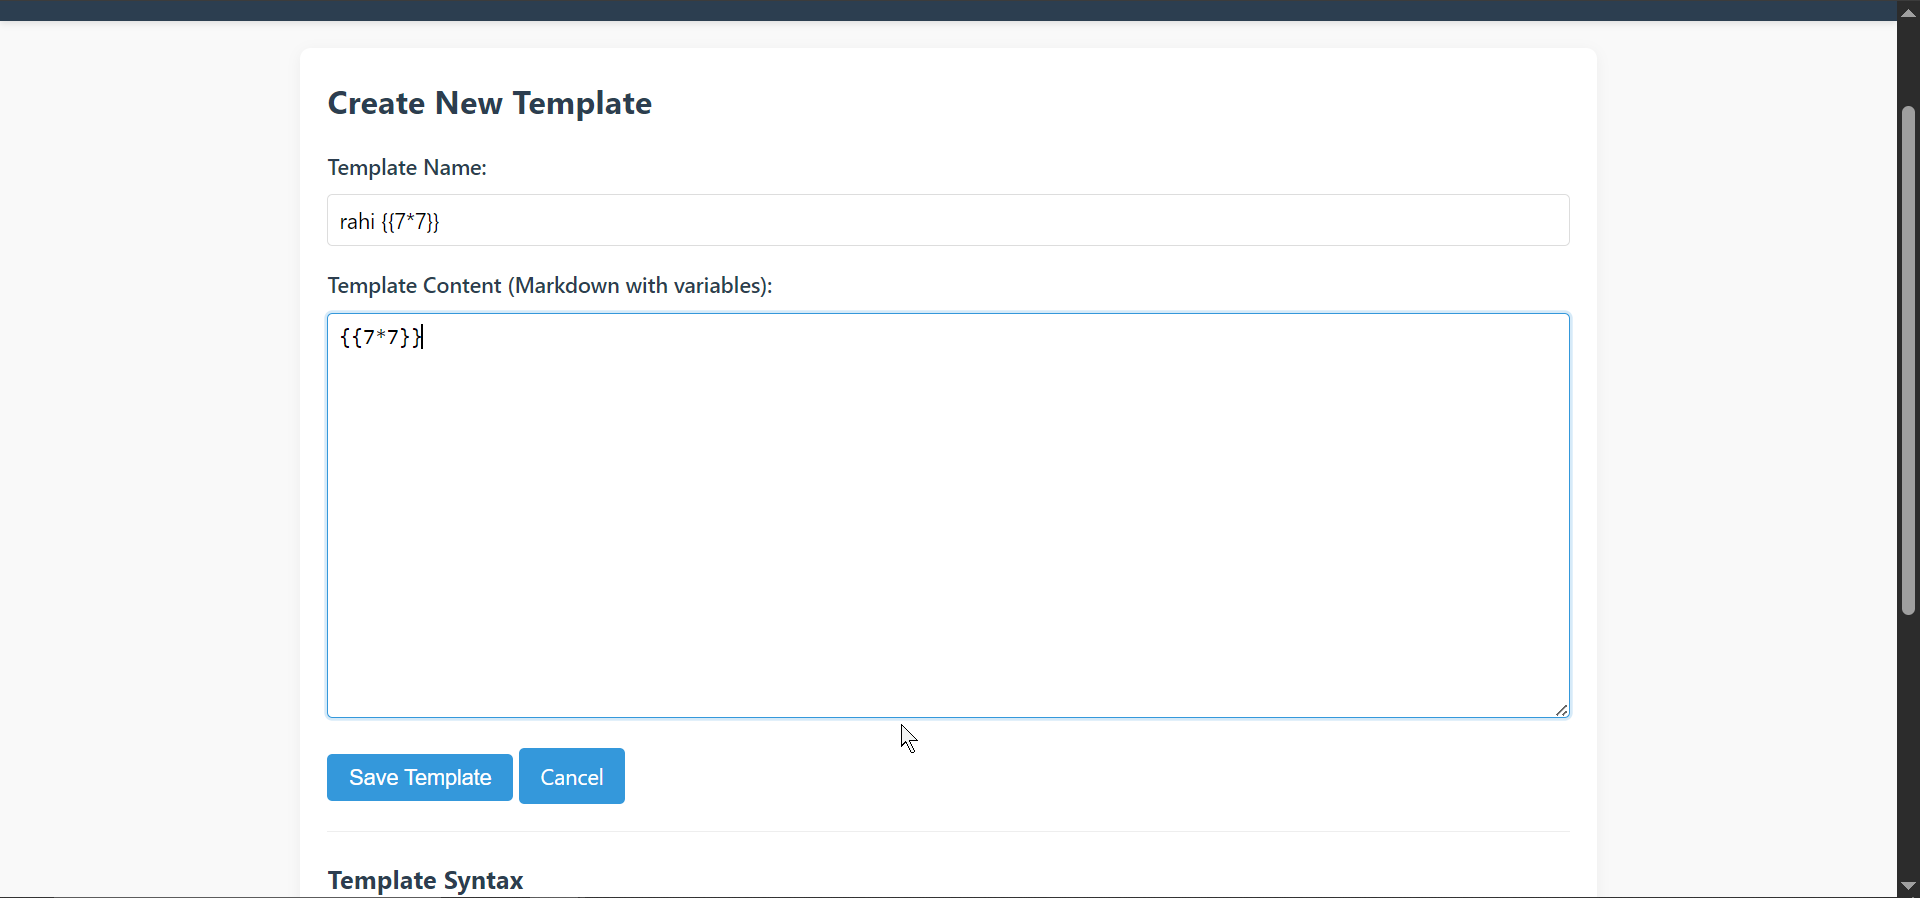 Create New Template
Template Name:
rahi {{7*7}}
Template Content (Markdown with variables):
{{7*7}}
Save Template Cancel
Template Syntax